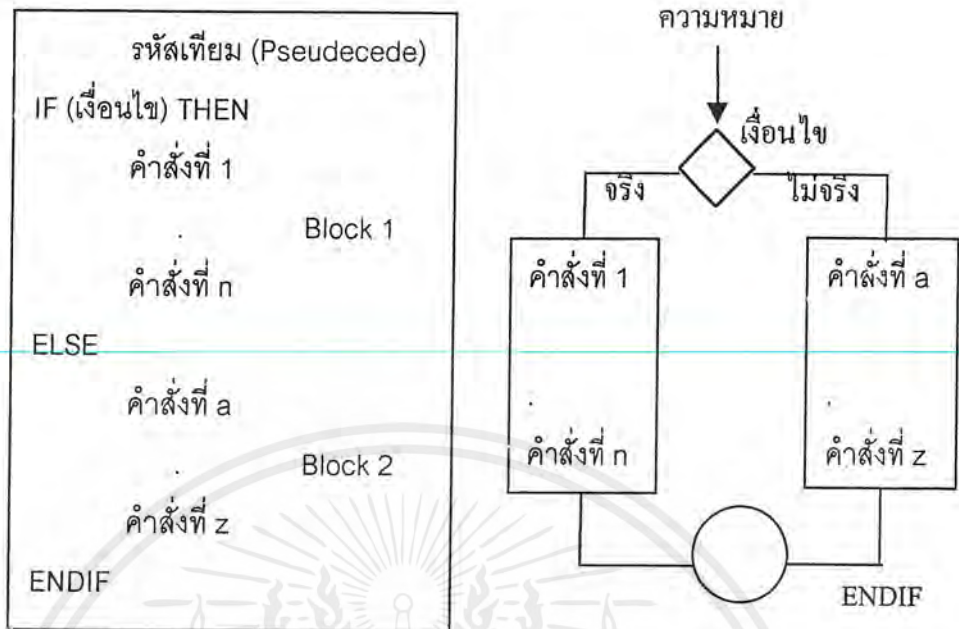 รหัสเทียม (Pseudecede)
IF (เงื่อนไข) THEN
คำสั่งที่ 1
.
Block 1
คำสั่งที่ n
ELSE
คำสั่งที่ a
.
Block 2
คำสั่งที่ z
ENDIF
ความหมาย
เงื่อนไข
จริง
ไม่จริง
คำสั่งที่ 1
.
คำสั่งที่ n
คำสั่งที่ a
.
คำสั่งที่ z
ENDIF